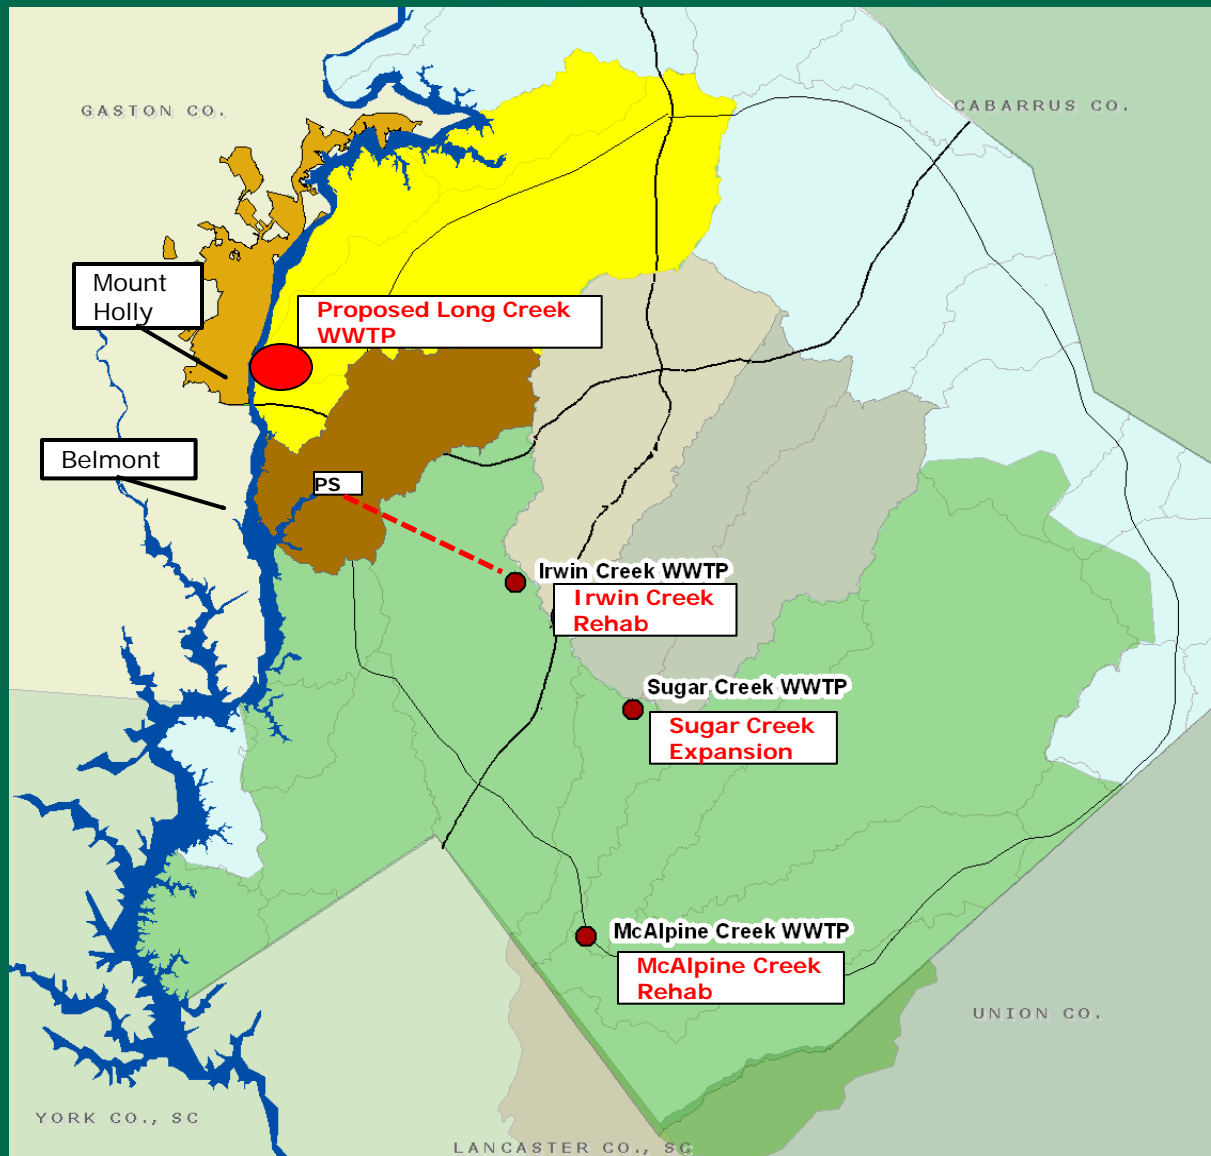 GASTON CO.
CABARRUS CO.
Mount
Holly
Proposed Long Creek
WWTP
Belmont
PS
Irwin Creek WWTP
Irwin Creek
Rehab
Sugar Creek WWTP
Sugar Creek
Expansion
McAlpine Creek WWTP
McAlpine Creek
Rehab
UNION CO.
YORK CO., SC
LANCASTER CO., SC